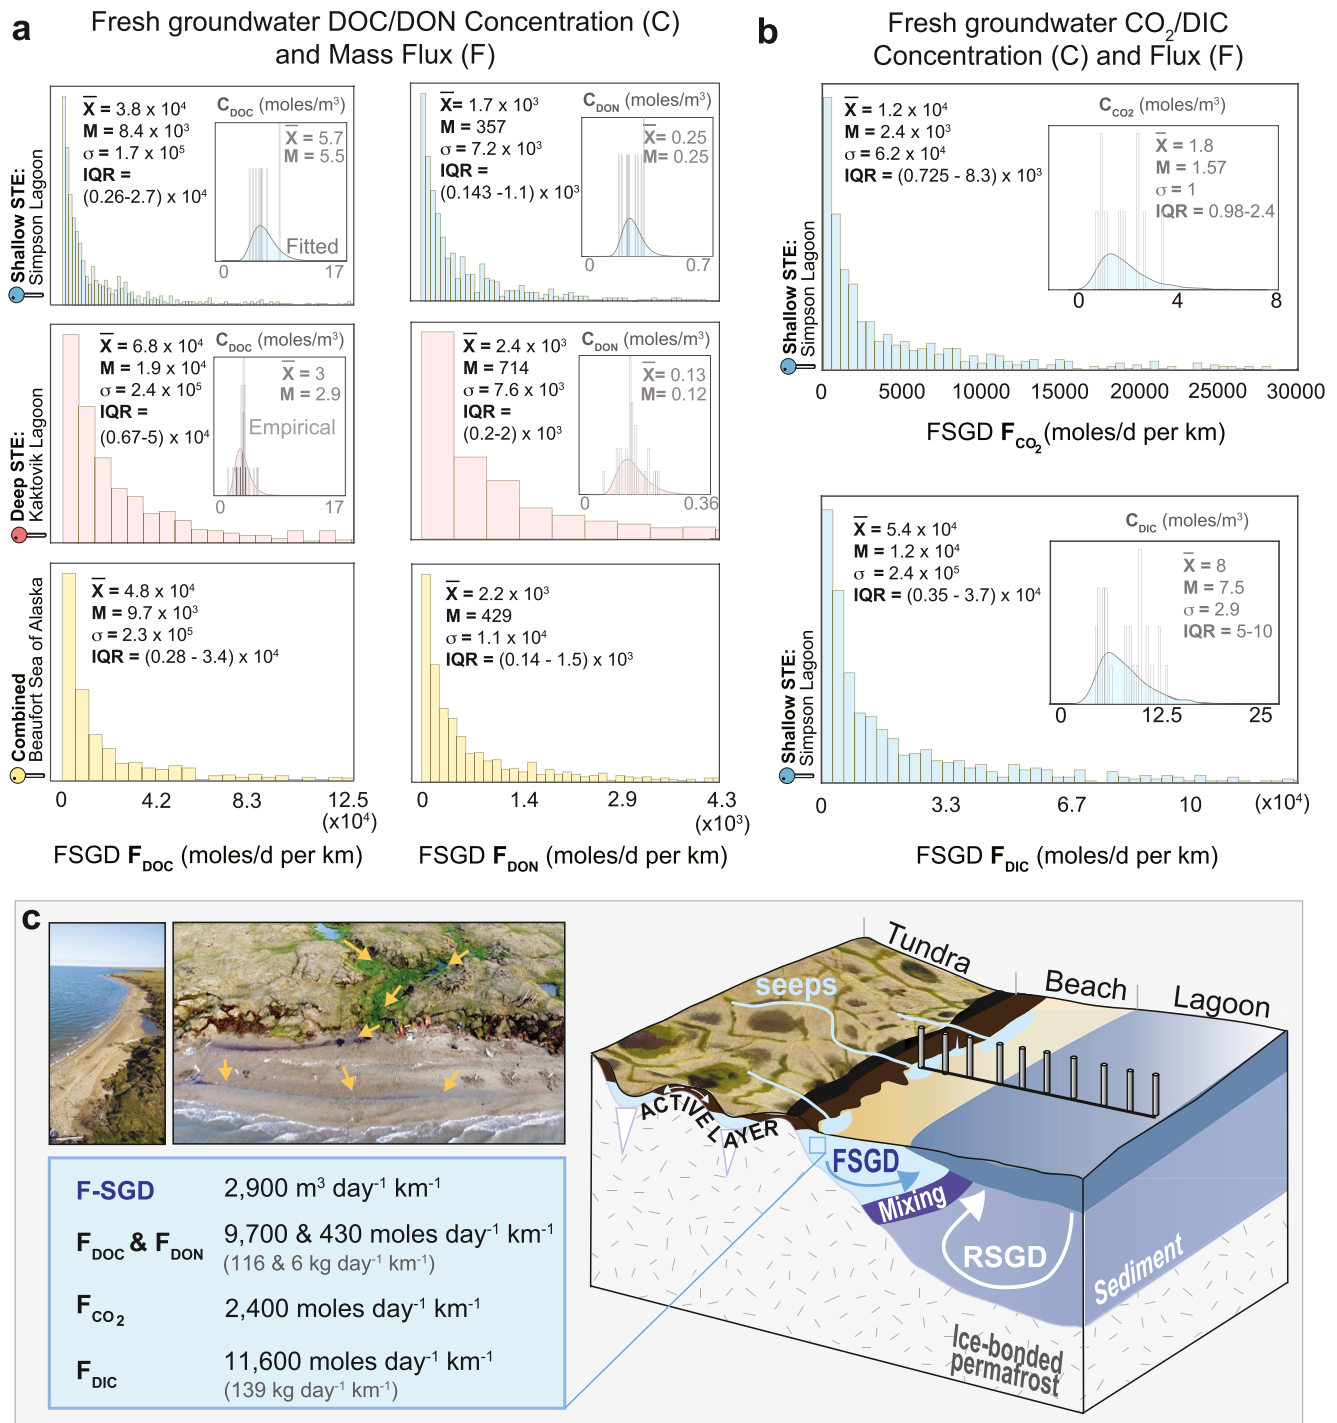 a
Fresh groundwater DOC/DON Concentration (C)
and Mass Flux (F)
Shallow STE:
Simpson Lagoon
X̅ = 3.8 x 10⁴
M = 8.4 x 10³
σ = 1.7 x 10⁵
IQR =
(0.26-2.7) x 10⁴
C_DOC (moles/m³)
X̅ = 5.7
M = 5.5
Fitted
0 17
X̅ = 1.7 x 10³
M = 357
σ = 7.2 x 10³
IQR =
(0.143 -1.1) x 10³
C_DON (moles/m³)
X̅ = 0.25
M= 0.25
0 0.7
Deep STE:
Kaktovik Lagoon
X̅ = 6.8 x 10⁴
M = 1.9 x 10⁴
σ = 2.4 x 10⁵
IQR =
(0.67-5) x 10⁴
C_DOC (moles/m³)
X̅ = 3
M = 2.9
Empirical
0 17
X̅ = 2.4 x 10³
M = 714
σ = 7.6 x 10³
IQR =
(0.2-2) x 10³
C_DON (moles/m³)
X̅ = 0.13
M= 0.12
0 0.36
Combined
Beaufort Sea of Alaska
X̅ = 4.8 x 10⁴
M = 9.7 x 10³
σ = 2.3 x 10⁵
IQR = (0.28 - 3.4) x 10⁴
X̅ = 2.2 x 10³
M = 429
σ = 1.1 x 10⁴
IQR = (0.14 - 1.5) x 10³
0 4.2 8.3 12.5
(x10⁴)
FSGD F_DOC (moles/d per km)
0 1.4 2.9 4.3
(x10³)
FSGD F_DON (moles/d per km)
b
Fresh groundwater CO₂/DIC
Concentration (C) and Flux (F)
Shallow STE:
Simpson Lagoon
X̅ = 1.2 x 10⁴
M = 2.4 x 10³
σ = 6.2 x 10⁴
IQR = (0.725 - 8.3) x 10³
C_CO2 (moles/m³)
X̅ = 1.8
M = 1.57
σ = 1
IQR = 0.98-2.4
0 4 8
0 5000 10000 15000 20000 25000 30000
FSGD F_CO₂ (moles/d per km)
Shallow STE:
Simpson Lagoon
X̅ = 5.4 x 10⁴
M = 1.2 x 10⁴
σ = 2.4 x 10⁵
IQR = (0.35 - 3.7) x 10⁴
C_DIC (moles/m³)
X̅ = 8
M = 7.5
σ = 2.9
IQR = 5-10
0 12.5 25
0 3.3 6.7 10 (x10⁴)
FSGD F_DIC (moles/d per km)
c
F-SGD 2,900 m³ day⁻¹ km⁻¹
F_DOC & F_DON 9,700 & 430 moles day⁻¹ km⁻¹
(116 & 6 kg day⁻¹ km⁻¹)
F_CO₂ 2,400 moles day⁻¹ km⁻¹
F_DIC 11,600 moles day⁻¹ km⁻¹
(139 kg day⁻¹ km⁻¹)
Tundra
Beach
Lagoon
seeps
ACTIVE LAYER
FSGD
Mixing
RSGD
Sediment
Ice-bonded
permafrost